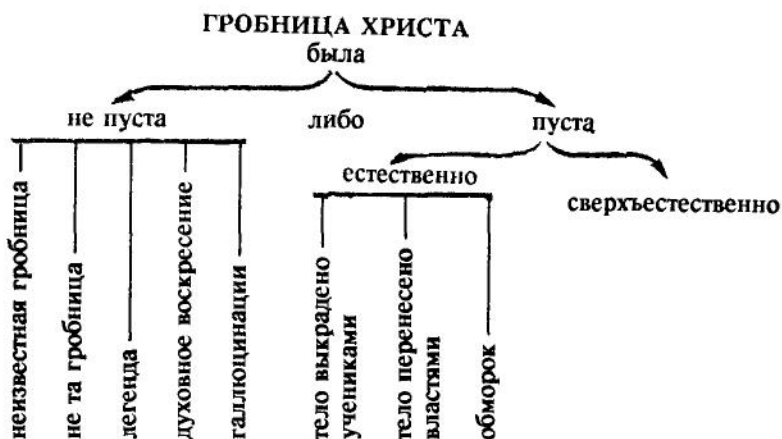 ГРОБНИЦА ХРИСТА
была
не пуста
либо
пуста
естественно
сверхъестественно
неизвестная гробница
не та гробница
легенда
духовное воскресение
галлюцинации
тело выкрадено
учениками
тело перенесено
властями
обморок